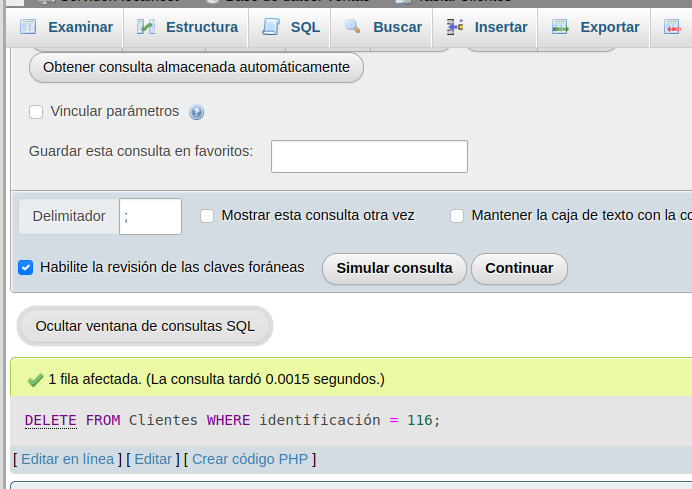 Examinar Estructura SQL Buscar Insertar Exportar
Obtener consulta almacenada automáticamente
Vincular parámetros
Guardar esta consulta en favoritos:
Delimitador ; Mostrar esta consulta otra vez Mantener la caja de texto con la co
Habilite la revisión de las claves foráneas Simular consulta Continuar
Ocultar ventana de consultas SQL
1 fila afectada. (La consulta tardó 0.0015 segundos.)
DELETE FROM Clientes WHERE identificación = 116;
[ Editar en línea ] [ Editar ] [ Crear código PHP ]